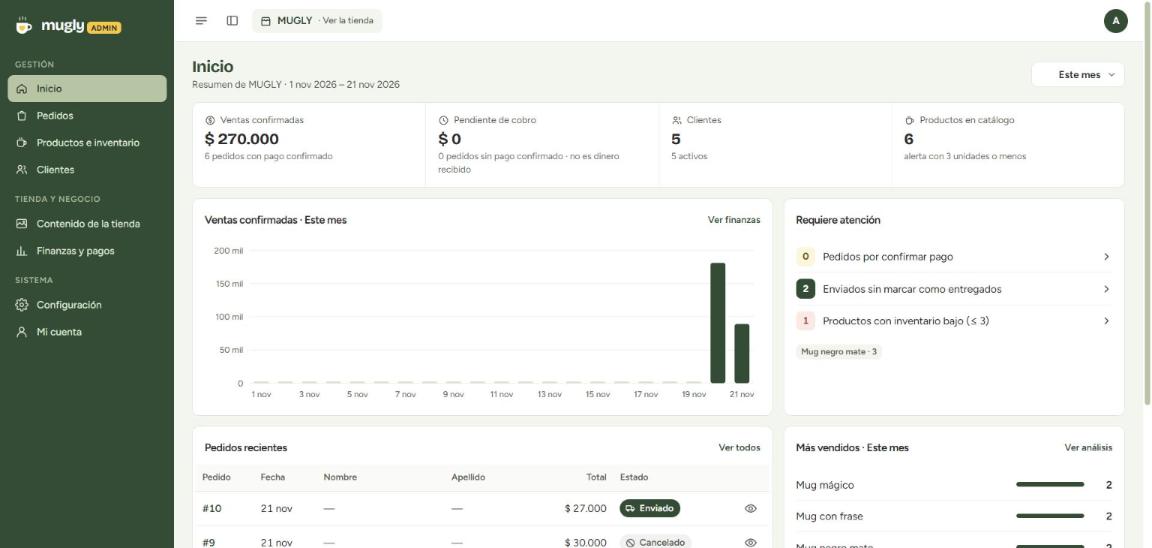 mugly ADMIN
MUGLY · Ver la tienda
A
GESTIÓN
Inicio
Pedidos
Productos e inventario
Clientes
TIENDA Y NEGOCIO
Contenido de la tienda
Finanzas y pagos
SISTEMA
Configuración
Mi cuenta
Inicio
Resumen de MUGLY · 1 nov 2026 – 21 nov 2026
Este mes
Ventas confirmadas
$ 270.000
6 pedidos con pago confirmado
Pendiente de cobro
$ 0
0 pedidos sin pago confirmado · no es dinero
recibido
Clientes
5
5 activos
Productos en catálogo
6
alerta con 3 unidades o menos
Ventas confirmadas · Este mes
Ver finanzas
200 mil
150 mil
100 mil
50 mil
0
1 nov 3 nov 5 nov 7 nov 9 nov 11 nov 13 nov 15 nov 17 nov 19 nov 21 nov
Requiere atención
0 Pedidos por confirmar pago
2 Enviados sin marcar como entregados
1 Productos con inventario bajo (≤ 3)
Mug negro mate · 3
Pedidos recientes
Ver todos
Pedido Fecha Nombre Apellido Total Estado
#10 21 nov — — $ 27.000 Enviado
#9 21 nov — — $ 30.000 Cancelado
Más vendidos · Este mes
Ver análisis
Mug mágico 2
Mug con frase 2
Mug negro mate 2